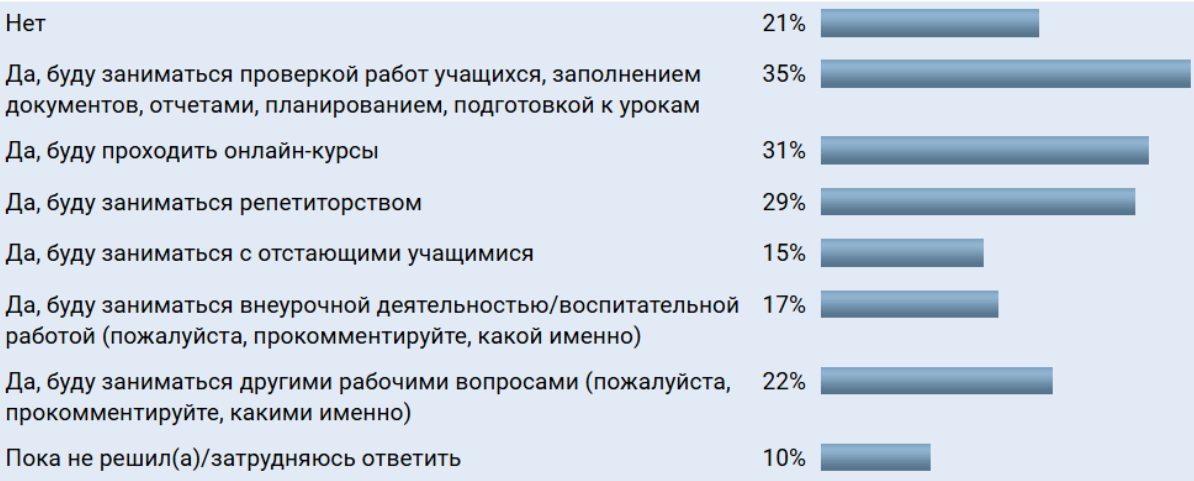 Нет 21%
Да, буду заниматься проверкой работ учащихся, заполнением 35%
документов, отчетами, планированием, подготовкой к урокам
Да, буду проходить онлайн-курсы 31%
Да, буду заниматься репетиторством 29%
Да, буду заниматься с отстающими учащимися 15%
Да, буду заниматься внеурочной деятельностью/воспитательной 17%
работой (пожалуйста, прокомментируйте, какой именно)
Да, буду заниматься другими рабочими вопросами (пожалуйста, 22%
прокомментируйте, какими именно)
Пока не решил(а)/затрудняюсь ответить 10%